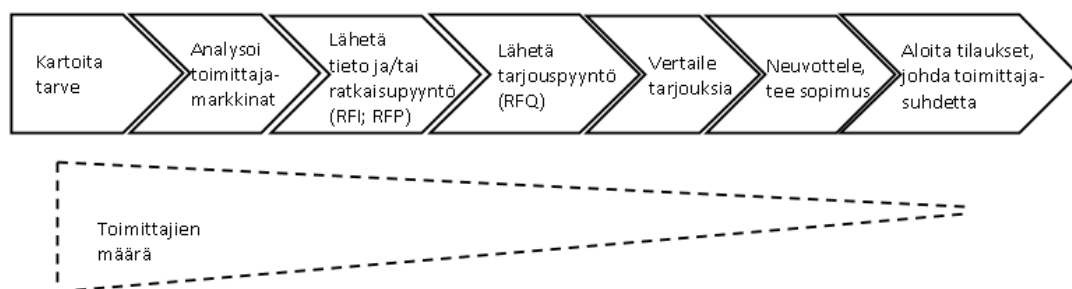 Kartoita
tarve
Analysoi
toimittaja-
markkinat
Lähetä
tieto ja/tai
ratkaisupyyntö
(RFI; RFP)
Lähetä
tarjouspyyntö
(RFQ)
Vertaile
tarjouksia
Neuvottele,
tee sopimus
Aloita tilaukset,
johda toimittaja-
suhdetta
Toimittajien
määrä